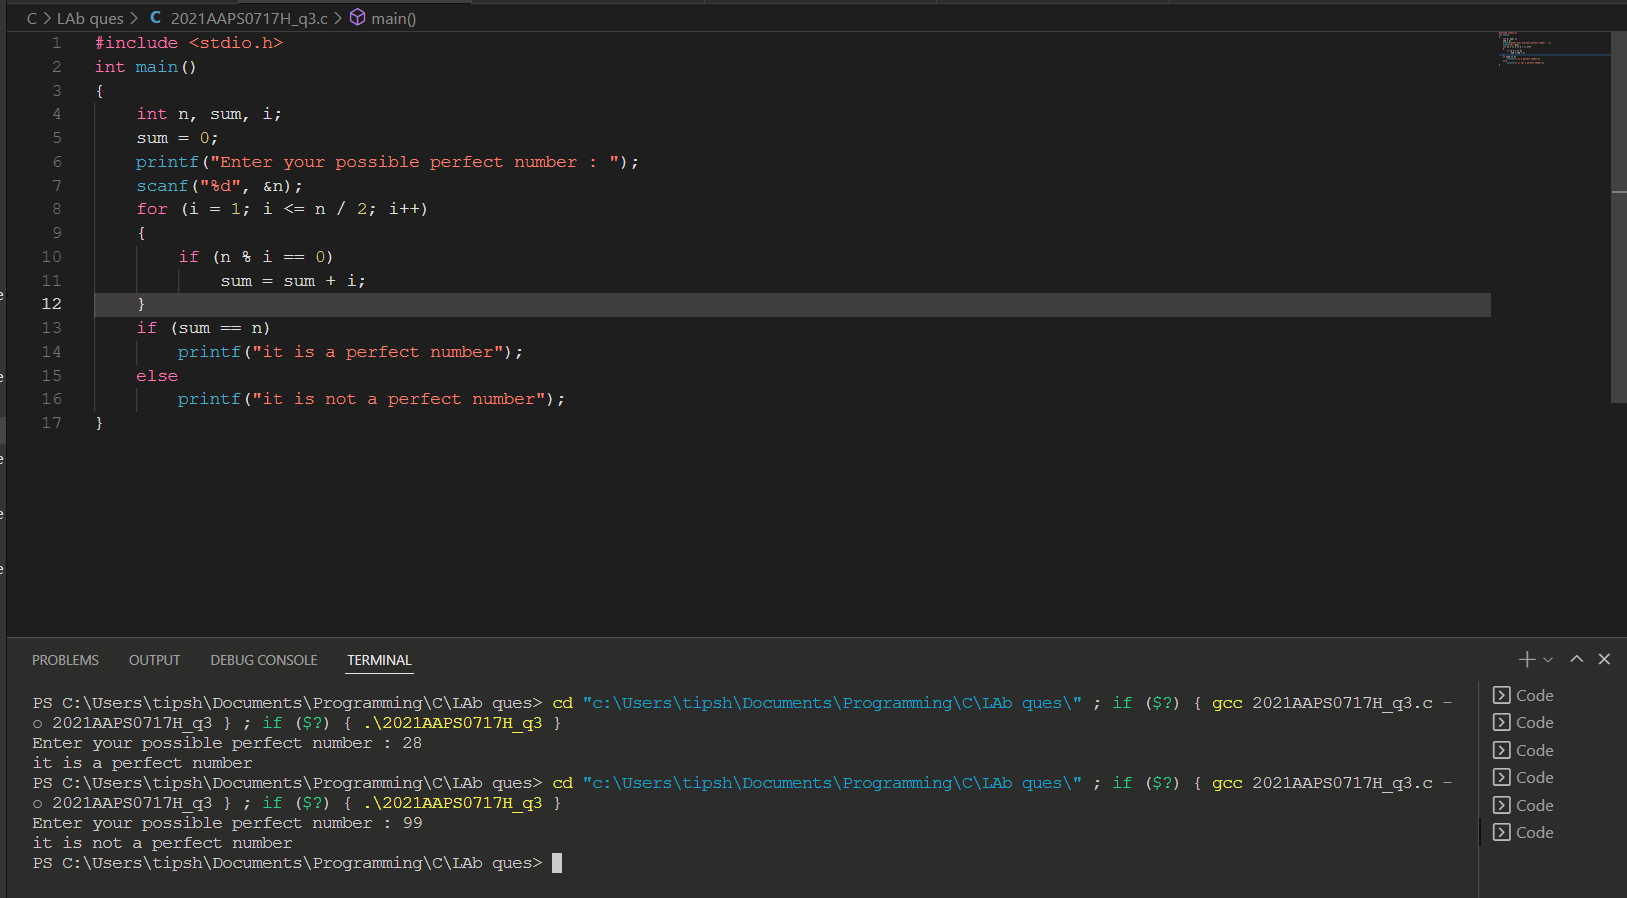 C > LAb ques > C 2021AAPS0717H_q3.c > main()
1 #include <stdio.h>
2 int main()
3 {
4     int n, sum, i;
5     sum = 0;
6     printf("Enter your possible perfect number : ");
7     scanf("%d", &n);
8     for (i = 1; i <= n / 2; i++)
9     {
10         if (n % i == 0)
11             sum = sum + i;
12     }
13     if (sum == n)
14         printf("it is a perfect number");
15     else
16         printf("it is not a perfect number");
17 }
PROBLEMS OUTPUT DEBUG CONSOLE TERMINAL
PS C:\Users\tipsh\Documents\Programming\C\LAb ques> cd "c:\Users\tipsh\Documents\Programming\C\LAb ques\" ; if ($?) { gcc 2021AAPS0717H_q3.c -
o 2021AAPS0717H_q3 } ; if ($?) { .\2021AAPS0717H_q3 }
Enter your possible perfect number : 28
it is a perfect number
PS C:\Users\tipsh\Documents\Programming\C\LAb ques> cd "c:\Users\tipsh\Documents\Programming\C\LAb ques\" ; if ($?) { gcc 2021AAPS0717H_q3.c -
o 2021AAPS0717H_q3 } ; if ($?) { .\2021AAPS0717H_q3 }
Enter your possible perfect number : 99
it is not a perfect number
PS C:\Users\tipsh\Documents\Programming\C\LAb ques>
Code
Code
Code
Code
Code
Code